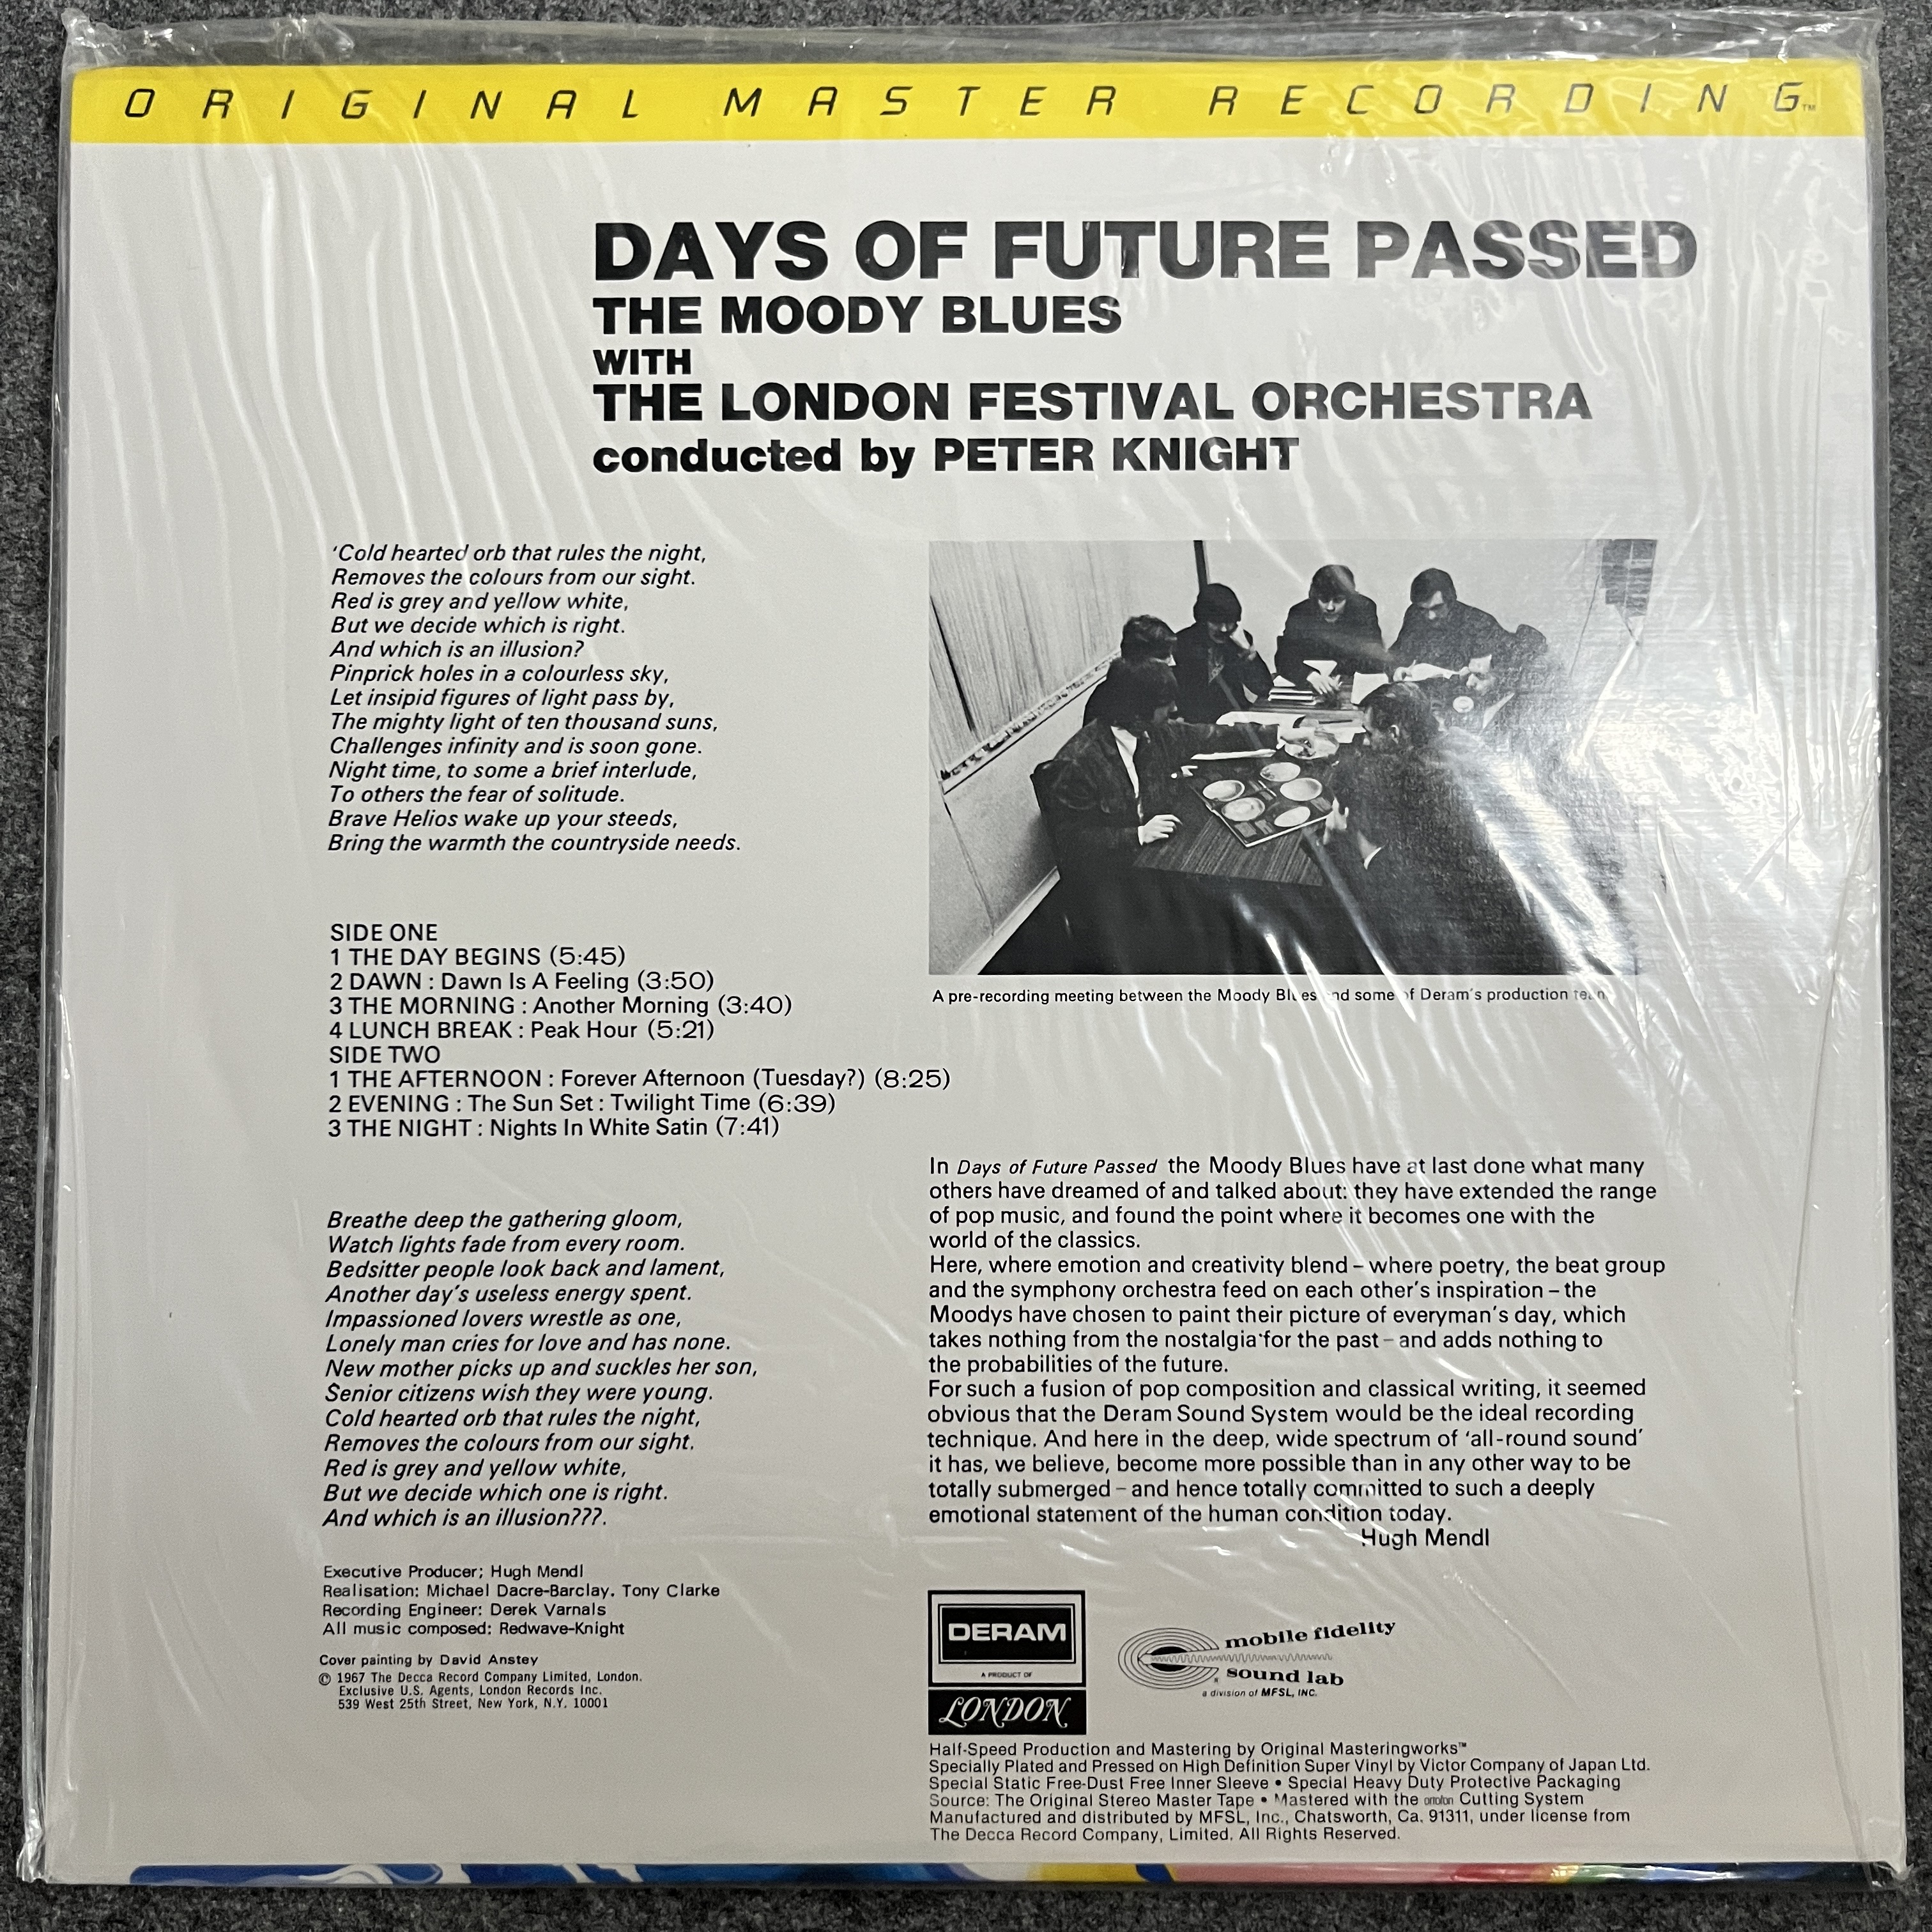 ORIGINAL MASTER RECORDING™
DAYS OF FUTURE PASSED
THE MOODY BLUES
WITH
THE LONDON FESTIVAL ORCHESTRA
conducted by PETER KNIGHT
‘Cold hearted orb that rules the night,
Removes the colours from our sight.
Red is grey and yellow white,
But we decide which is right.
And which is an illusion?
Pinprick holes in a colourless sky,
Let insipid figures of light pass by,
The mighty light of ten thousand suns,
Challenges infinity and is soon gone.
Night time, to some a brief interlude,
To others the fear of solitude.
Brave Helios wake up your steeds,
Bring the warmth the countryside needs.
A pre-recording meeting between the Moody Blues and some of Deram's production team
SIDE ONE
1 THE DAY BEGINS (5:45)
2 DAWN : Dawn Is A Feeling (3:50)
3 THE MORNING : Another Morning (3:40)
4 LUNCH BREAK : Peak Hour (5:21)
SIDE TWO
1 THE AFTERNOON : Forever Afternoon (Tuesday?) (8:25)
2 EVENING : The Sun Set : Twilight Time (6:39)
3 THE NIGHT : Nights In White Satin (7:41)
Breathe deep the gathering gloom,
Watch lights fade from every room.
Bedsitter people look back and lament,
Another day's useless energy spent.
Impassioned lovers wrestle as one,
Lonely man cries for love and has none.
New mother picks up and suckles her son,
Senior citizens wish they were young.
Cold hearted orb that rules the night,
Removes the colours from our sight.
Red is grey and yellow white,
But we decide which one is right.
And which is an illusion???.
Executive Producer; Hugh Mendl
Realisation: Michael Dacre-Barclay. Tony Clarke
Recording Engineer: Derek Varnals
All music composed: Redwave-Knight
Cover painting by David Anstey
© 1967 The Decca Record Company Limited, London.
Exclusive U.S. Agents, London Records Inc.
539 West 25th Street, New York, N.Y. 10001
In Days of Future Passed the Moody Blues have at last done what many
others have dreamed of and talked about: they have extended the range
of pop music, and found the point where it becomes one with the
world of the classics.
Here, where emotion and creativity blend – where poetry, the beat group
and the symphony orchestra feed on each other's inspiration – the
Moodys have chosen to paint their picture of everyman's day, which
takes nothing from the nostalgia for the past – and adds nothing to
the probabilities of the future.
For such a fusion of pop composition and classical writing, it seemed
obvious that the Deram Sound System would be the ideal recording
technique. And here in the deep, wide spectrum of ‘all-round sound’
it has, we believe, become more possible than in any other way to be
totally submerged – and hence totally committed to such a deeply
emotional statement of the human condition today.
Hugh Mendl
DERAM
A PRODUCT OF
LONDON
mobile fidelity
sound lab
a division of MFSL, INC.
Half-Speed Production and Mastering by Original Masteringworks™
Specially Plated and Pressed on High Definition Super Vinyl by Victor Company of Japan Ltd.
Special Static Free-Dust Free Inner Sleeve • Special Heavy Duty Protective Packaging
Source: The Original Stereo Master Tape • Mastered with the ortofon Cutting System
Manufactured and distributed by MFSL, Inc., Chatsworth, Ca. 91311, under license from
The Decca Record Company, Limited. All Rights Reserved.